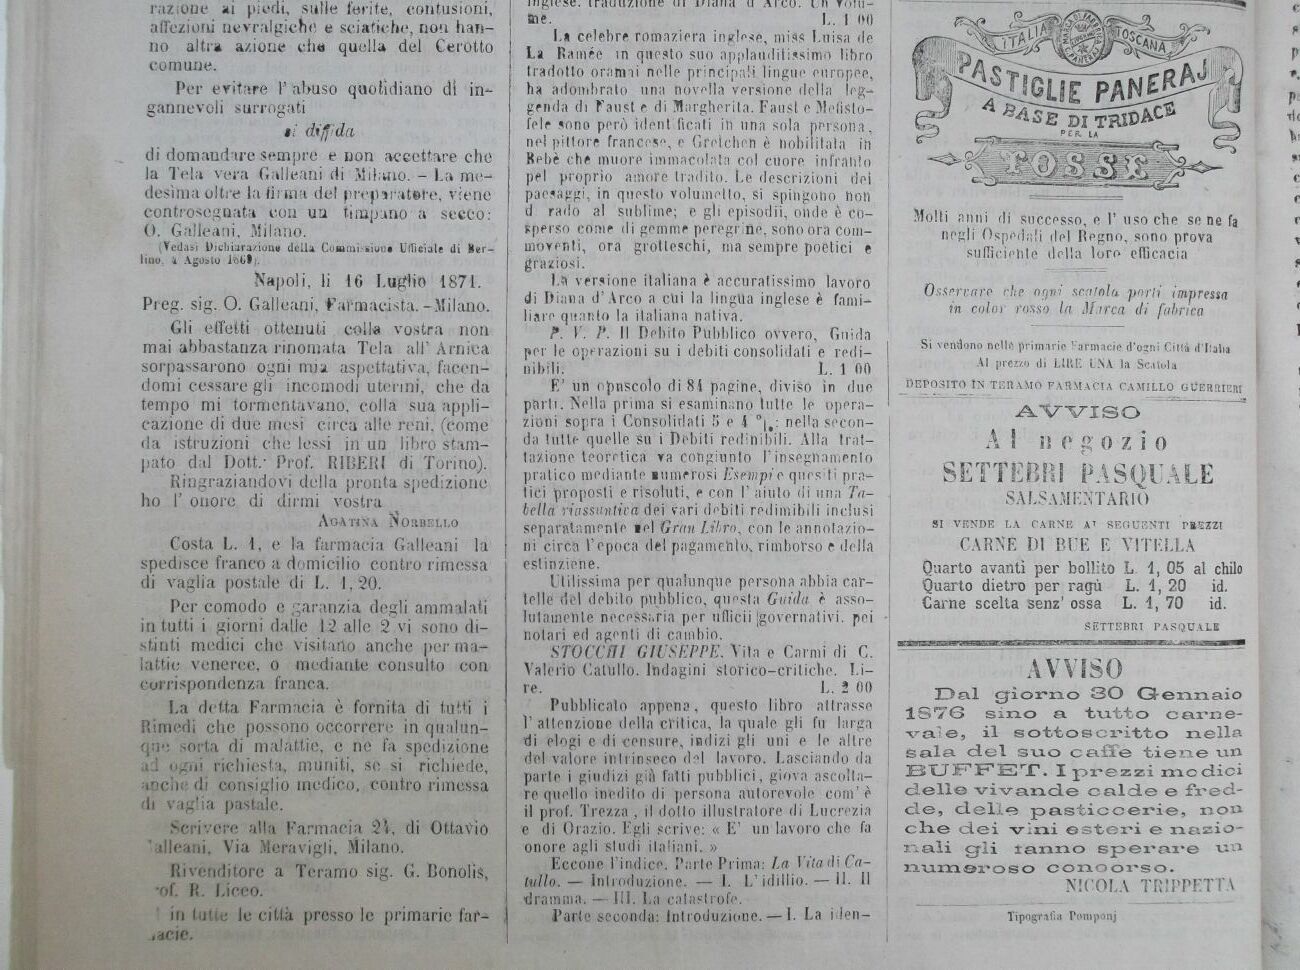 razione ai piedi, sulle ferite, contusioni,
affezioni nevralgiche e sciatiche, non han-
no altra azione che quella del Cerotto
comune.
Per evitare l'abuso quotidiano di in-
gannevoli surrogati
si diffida
di domandare sempre e non accettare che
la Tela vera Galleani di Milano. – La me-
desima oltre la firma del preparatore, viene
controsegnata con un timpano a secco:
O. Galleani, Milano.
(Vedasi Dichiarazione della Commissione Ufficiale di Ber-
lino, 4 Agosto 1869).
Napoli, li 16 Luglio 1871.
Preg. sig. O. Galleani, Farmacista. –Milano.
Gli effetti ottenuti colla vostra non
mai abbastanza rinomata Tela all'Arnica
sorpassarono ogni mia aspettativa, facen-
domi cessare gli incomodi uterini, che da
tempo mi tormentavano, colla sua appli-
cazione di due mesi circa alle reni, (come
da istruzioni che lessi in un libro stam-
pato dal Dott. Prof. RIBERI di Torino).
Ringraziandovi della pronta spedizione
ho l'onore di dirmi vostra
AGATINA NORBELLO
Costa L. 1, e la farmacia Galleani la
spedisce franco a domicilio contro rimessa
di vaglia postale di L. 1,20.
Per comodo e garanzia degli ammalati
in tutti i giorni dalle 12 alle 2 vi sono di-
stinti medici che visitano anche per ma-
lattie veneree, o mediante consulto con
corrispondenza franca.
La detta Farmacia è fornita di tutti i
Rimedi che possono occorrere in qualun-
que sorta di malattie, e ne fa spedizione
ad ogni richiesta, muniti, se si richiede,
anche di consiglio medico, contro rimessa
di vaglia pastale.
Scrivere alla Farmacia 24, di Ottavio
Galleani, Via Meravigli, Milano.
Rivenditore a Teramo sig. G. Bonolis,
of. R. Liceo.
in tutte le città presso le primarie far-
macie.
inglese. traduzione di Diana d'Arco. Un volu-
me. L. 1 00
La celebre romaziera inglese, miss Luisa de
La Ramée in questo suo applauditissimo libro
tradotto oramai nelle principali lingue europee,
ha adombrato una novella versione della leg-
genda di Faust e di Margherita. Faust e Mefisto-
fele sono però identificati in una sola persona,
nel pittore francese, e Gretchen è nobilitata in
Bebè che muore immacolata col cuore infranto
pel proprio amore tradito. Le descrizioni dei
paesaggi, in questo volumetto, si spingono non
di rado al sublime; e gli episodii, onde è co-
sperso come di gemme peregrine, sono ora com-
moventi, ora grotteschi, ma sempre poetici e
graziosi.
La versione italiana è accuratissimo lavoro
di Diana d'Arco a cui la lingua inglese è fami-
liare quanto la italiana nativa.
P. V. P. Il Debito Pubblico ovvero, Guida
per le operazioni su i debiti consolidati e redi-
nibili. L. 1 00
E' un opuscolo di 84 pagine, diviso in due
parti. Nella prima si esaminano tutte le opera-
zioni sopra i Consolidati 5 e 4 °|₀: nella secon-
da tutte quelle su i Debiti redinibili. Alla trat-
tazione teoretica va congiunto l'insegnamento
pratico mediante numerosi Esempi e quesiti pra-
tici proposti e risoluti, e con l'aiuto di una Ta-
bella riassuntica dei vari debiti redimibili inclusi
separatamente nel Gran Libro, con le annotazio-
ni circa l'epoca del pagamento, rimborso e della
estinzione.
Utilissima per qualunque persona abbia car-
telle del debito pubblico, questa Guida è asso-
lutamente necessaria per ufficii governativi. pei
notari ed agenti di cambio.
STOCCHI GIUSEPPE. Vita e Carmi di C.
Valerio Catullo. Indagini storico-critiche. Li-
re. L. 2 00
Pubblicato appena, questo libro attrasse
l'attenzione della critica, la quale gli fu larga
di elogi e di censure, indizi gli uni e le altre
del valore intrinseco del lavoro. Lasciando da
parte i giudizi già fatti pubblici, giova ascolta-
re quello inedito di persona autorevole com'è
il prof. Trezza, il dotto illustratore di Lucrezia
e di Orazio. Egli scrive: « E' un lavoro che fa
onore agli studi italiani. »
Eccone l'indice. Parte Prima: La Vita di Ca-
tullo. — Introduzione. — I. L'idillio. — II. Il
dramma. — III. La catastrofe.
Parte seconda: Introduzione. — I. La iden-
ITALIA TOSCANA
PASTIGLIE PANERAJ
A BASE DI TRIDACE
PER LA
TOSSE
Molti anni di successo, e l'uso che se ne fa
negli Ospedali del Regno, sono prova
sufficiente della loro efficacia
Osservare che ogni scatola porti impressa
in color rosso la Marca di fabrica
Si vendono nelle primarie Farmacie d'ogni Città d'Italia
Al prezzo di LIRE UNA la Scatola
DEPOSITO IN TERAMO FARMACIA CAMILLO GUERRIERI
AVVISO
Al negozio
SETTEBRI PASQUALE
SALSAMENTARIO
SI VENDE LA CARNE A' SEGUENTI PREZZI
CARNE DI BUE E VITELLA
Quarto avanti per bollito L. 1, 05 al chilo
Quarto dietro per ragù L. 1, 20 id.
Carne scelta senz'ossa L. 1, 70 id.
SETTEBRI PASQUALE
AVVISO
Dal giorno 30 Gennaio
1876 sino a tutto carne-
vale, il sottoscritto nella
sala del suo caffe tiene un
BUFFET. I prezzi modici
delle vivande calde e fred-
de, delle pasticcerie, non
che dei vini esteri e nazio-
nali gli fanno sperare un
numeroso concorso.
NICOLA TRIPPETTA
Tipografia Pomponj